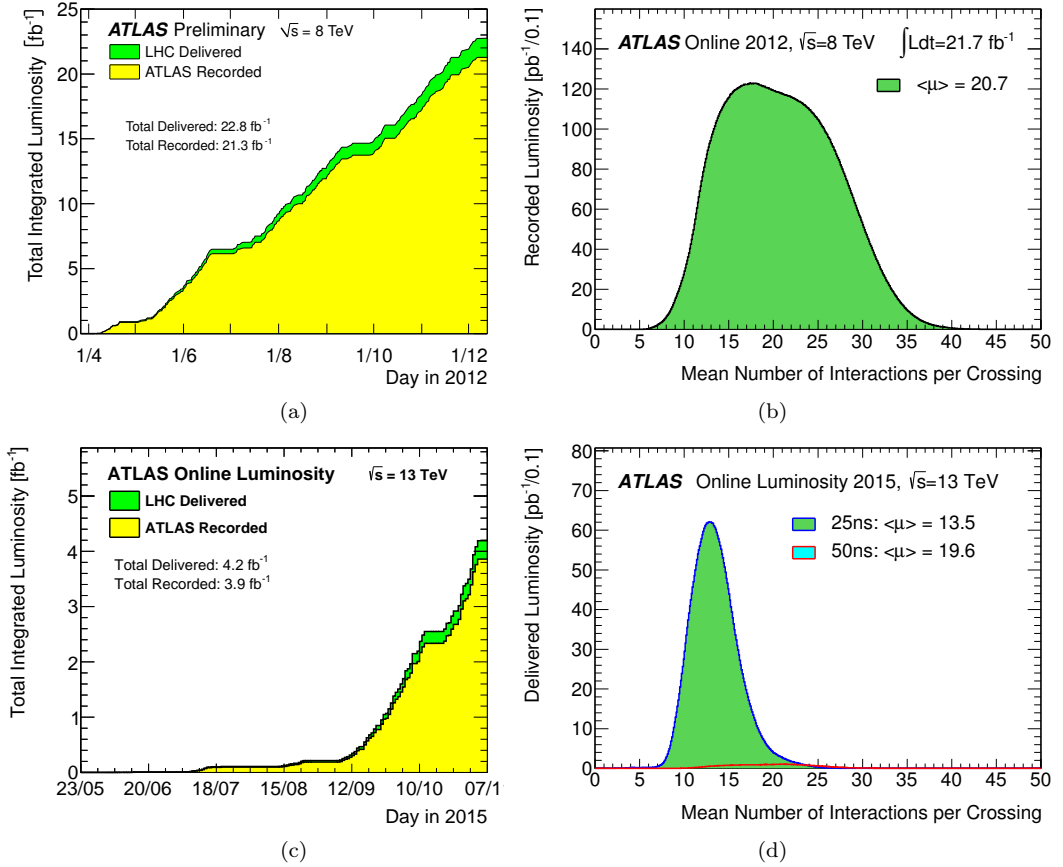 ATLAS Preliminary √s = 8 TeV
LHC Delivered
ATLAS Recorded
Total Delivered: 22.8 fb⁻¹
Total Recorded: 21.3 fb⁻¹
Total Integrated Luminosity [fb⁻¹]
25
20
15
10
5
0
1/4 1/6 1/8 1/10 1/12
Day in 2012
(a)
ATLAS Online 2012, √s=8 TeV ∫Ldt=21.7 fb⁻¹
<μ> = 20.7
Recorded Luminosity [pb⁻¹/0.1]
140
120
100
80
60
40
20
0
0 5 10 15 20 25 30 35 40 45 50
Mean Number of Interactions per Crossing
(b)
ATLAS Online Luminosity √s = 13 TeV
LHC Delivered
ATLAS Recorded
Total Delivered: 4.2 fb⁻¹
Total Recorded: 3.9 fb⁻¹
Total Integrated Luminosity [fb⁻¹]
5
4
3
2
1
0
23/05 20/06 18/07 15/08 12/09 10/10 07/1
Day in 2015
(c)
ATLAS Online Luminosity 2015, √s=13 TeV
25ns: <μ> = 13.5
50ns: <μ> = 19.6
Delivered Luminosity [pb⁻¹/0.1]
80
70
60
50
40
30
20
10
0
0 5 10 15 20 25 30 35 40 45 50
Mean Number of Interactions per Crossing
(d)